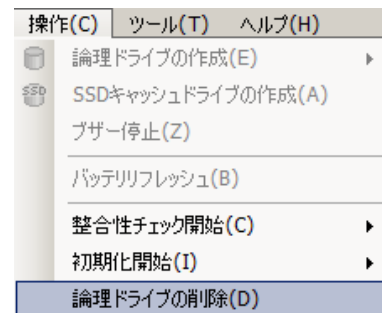 操作(C) ツール(T) ヘルプ(H)
論理ドライブの作成(E)
SSD SSDキャッシュドライブの作成(A)
ブザー停止(Z)
バッテリリフレッシュ(B)
整合性チェック開始(C)
初期化開始(I)
論理ドライブの削除(D)